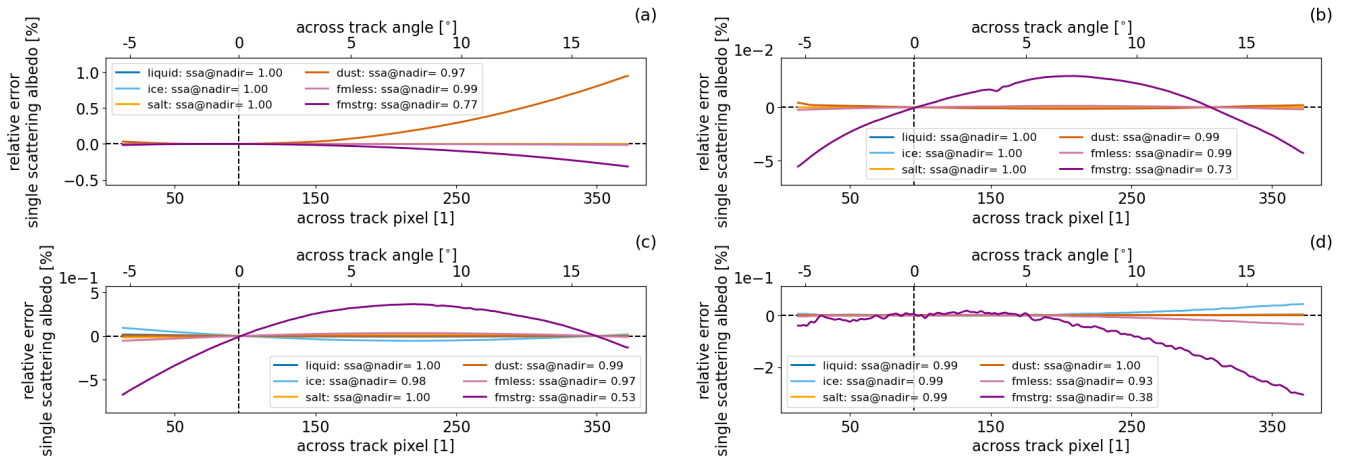 (a)
across track angle [°]
-5 0 5 10 15
relative error
single scattering albedo [%]
1.0
0.5
0.0
−0.5
liquid: ssa@nadir= 1.00
ice: ssa@nadir= 1.00
salt: ssa@nadir= 1.00
dust: ssa@nadir= 0.97
fmless: ssa@nadir= 0.99
fmstrg: ssa@nadir= 0.77
50 150 250 350
across track pixel [1]
(b)
across track angle [°]
-5 0 5 10 15
1e−2
relative error
single scattering albedo [%]
0
−5
liquid: ssa@nadir= 1.00
ice: ssa@nadir= 1.00
salt: ssa@nadir= 1.00
dust: ssa@nadir= 0.99
fmless: ssa@nadir= 0.99
fmstrg: ssa@nadir= 0.73
50 150 250 350
across track pixel [1]
(c)
across track angle [°]
-5 0 5 10 15
1e−1
relative error
single scattering albedo [%]
5
0
−5
liquid: ssa@nadir= 1.00
ice: ssa@nadir= 0.98
salt: ssa@nadir= 1.00
dust: ssa@nadir= 0.99
fmless: ssa@nadir= 0.97
fmstrg: ssa@nadir= 0.53
50 150 250 350
across track pixel [1]
(d)
across track angle [°]
-5 0 5 10 15
1e−1
relative error
single scattering albedo [%]
0
−2
liquid: ssa@nadir= 0.99
ice: ssa@nadir= 0.99
salt: ssa@nadir= 0.99
dust: ssa@nadir= 1.00
fmless: ssa@nadir= 0.93
fmstrg: ssa@nadir= 0.38
50 150 250 350
across track pixel [1]